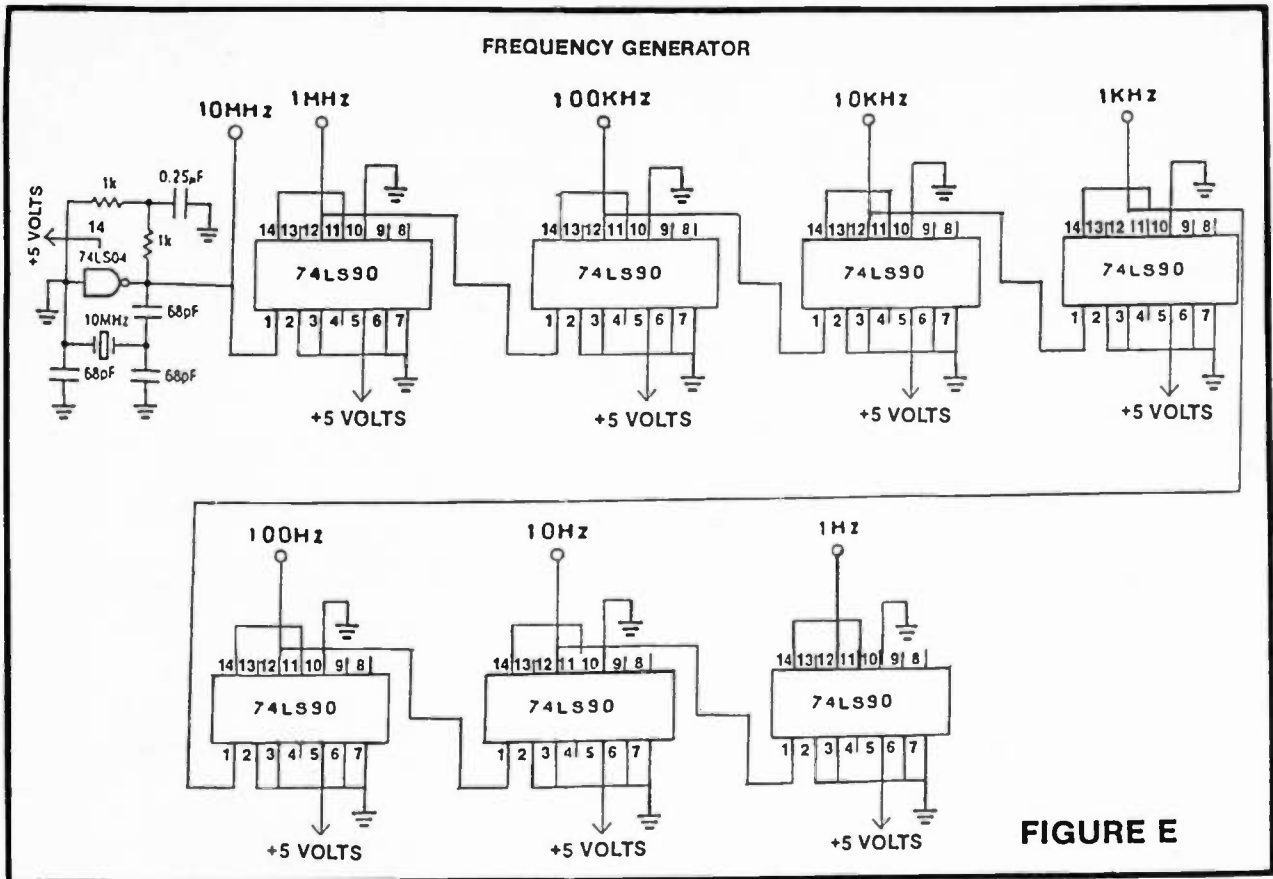 FREQUENCY GENERATOR
10MHz
1MHz
100KHz
10KHz
1KHz
1k
0.25µF
+5 VOLTS
14
1k
74LS04
68pF
10MHz
68pF
68pF
14 13 12 11 10 9 8
74LS90
1 2 3 4 5 6 7
+5 VOLTS
14 13 12 11 10 9 8
74LS90
1 2 3 4 5 6 7
+5 VOLTS
14 13 12 11 10 9 8
74LS90
1 2 3 4 5 6 7
+5 VOLTS
14 13 12 11 10 9 8
74LS90
1 2 3 4 5 6 7
+5 VOLTS
100Hz
10Hz
1Hz
14 13 12 11 10 9 8
74LS90
1 2 3 4 5 6 7
+5 VOLTS
14 13 12 11 10 9 8
74LS90
1 2 3 4 5 6 7
+5 VOLTS
14 13 12 11 10 9 8
74LS90
1 2 3 4 5 6 7
+5 VOLTS
FIGURE E